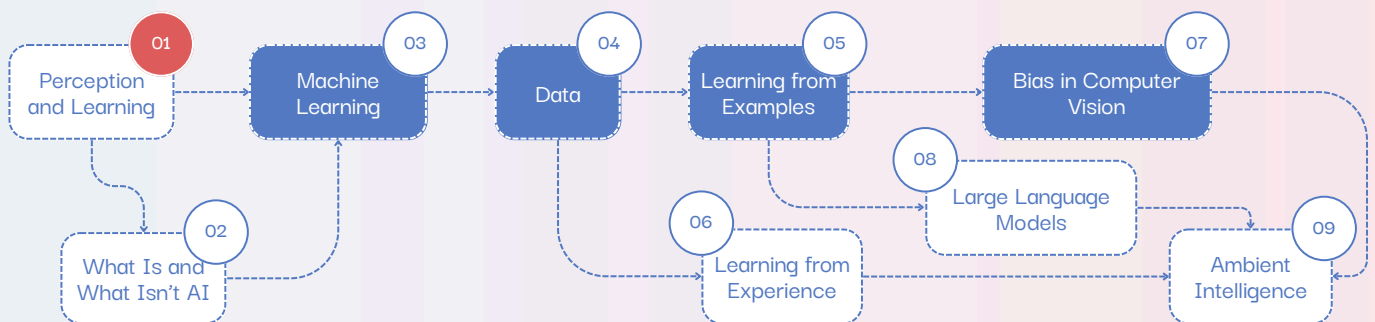 01
Perception
and Learning
02
What Is and
What Isn't AI
03
Machine
Learning
04
Data
05
Learning from
Examples
06
Learning from
Experience
07
Bias in Computer
Vision
08
Large Language
Models
09
Ambient
Intelligence